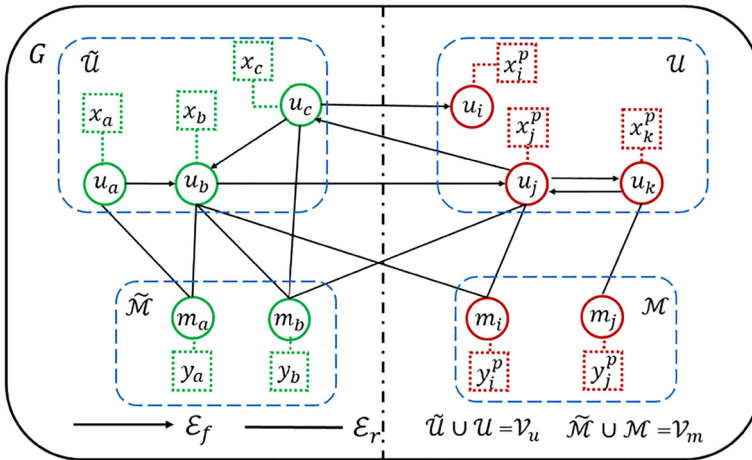 G Ũ 𝒰
x_c x_i^p
x_a x_b u_c u_i x_j^p x_k^p
u_a u_b u_j u_k
ℳ̃ m_a m_b m_i m_j ℳ
y_a y_b y_i^p y_j^p
ℰ_f ℰ_r Ũ ∪ 𝒰 = 𝒱_u ℳ̃ ∪ ℳ = 𝒱_m